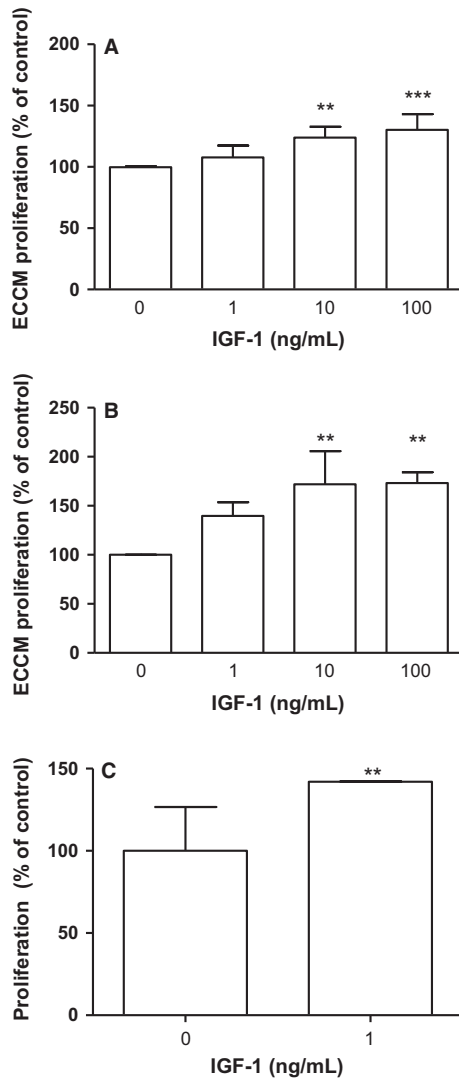 A
ECCM proliferation (% of control)
200
150
100
50
0
** ***
0 1 10 100
IGF-1 (ng/mL)
B
ECCM proliferation (% of control)
250
200
150
100
50
0
** **
0 1 10 100
IGF-1 (ng/mL)
C
Proliferation (% of control)
150
100
50
0
**
0 1
IGF-1 (ng/mL)